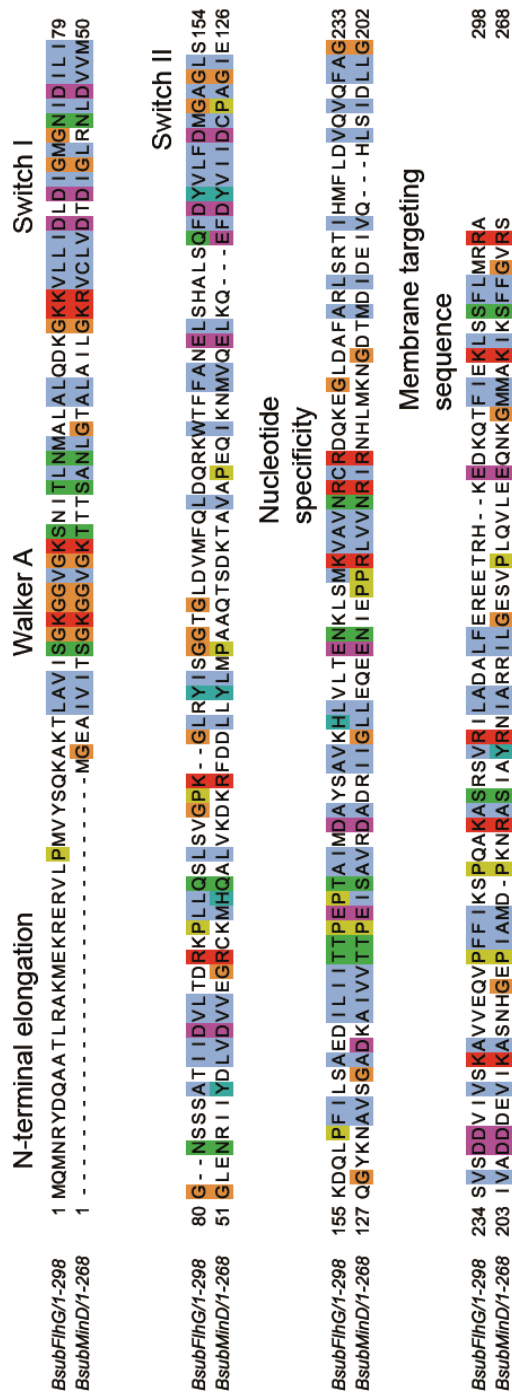 N-terminal elongation Walker A Switch I
BsubFlhG/1-298 1 MQMNRYDQAATLRAKMEKRERVLPMVYSQKAKTLAVISGKGGVGKSNITLNMALALQDKGKKVLLIDLDIGMGNIDILI 79
BsubMinD/1-268 1 -----------------------------MGEAIVITSGKGGVGKTTTSANLGTALAILGKRVCLVDTDIGLRNLDVVM 50
Switch II
BsubFlhG/1-298 80 G--NSSSATIIDVLTDRKPLLQSLSVGPK--GLRYISGGTGLDVMFQLDQRKWTFFANELSHALSQFDYVLFDMGAGLS 154
BsubMinD/1-268 51 GLENRIIYDLVDVVEGRCKMHQALVKDKRFDDLLYLMPAAQTSDKTAVAPEQIKNMVQELKQ---EFDYVIIDCPAGIE 126
Nucleotide
specificity
BsubFlhG/1-298 155 KDQLPFILSAEDILIITTPEPTAIMDAYSAVKHLVLTENKLSMKVAVNRCRDQKEGLDAFARLSRTIHMFLDVQVQFAG 233
BsubMinD/1-268 127 QGYKNAVSGADKAIVVTTPEISAVRDADRIIGLLEQEENIEPPRLVVNRIRNHLMKNGDTMDIDEIVQ---HLSIDLLG 202
Membrane targeting
sequence
BsubFlhG/1-298 234 SVSDDVIVSKAVVEQVPFFIKSPQAKASRSVRILADALFEREETRH--KEDKQTFIEKLSSFLMRRA 298
BsubMinD/1-268 203 IVADDDEVIKASNHGEPIAMD-PKNRASIAYRNIARRILGESVPLQVLEEQNKGMMAKIKSFFGVRS 268